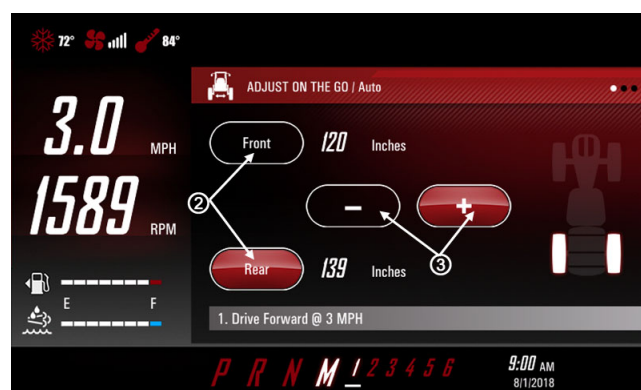 72° 84°
ADJUST ON THE GO / Auto
3.0 MPH
Front 120 Inches
1589 RPM
②
− +
③
Rear 139 Inches
E F
1. Drive Forward @ 3 MPH
P R N M 1 2 3 4 5 6
9:00 AM
8/1/2018